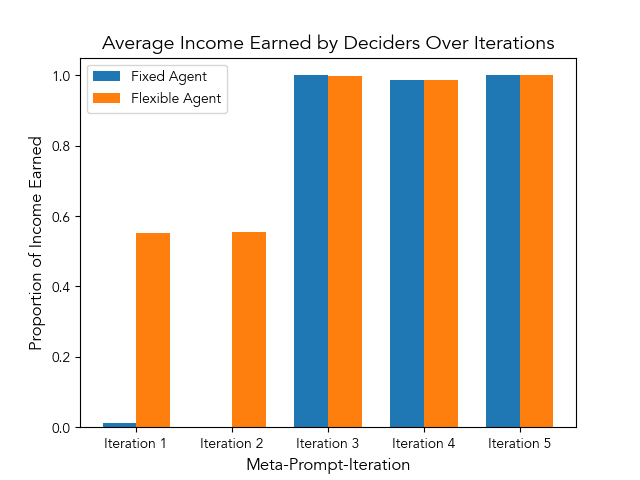 Average Income Earned by Deciders Over Iterations
Fixed Agent
Flexible Agent
Proportion of Income Earned
1.0
0.8
0.6
0.4
0.2
0.0
Iteration 1
Iteration 2
Iteration 3
Iteration 4
Iteration 5
Meta-Prompt-Iteration